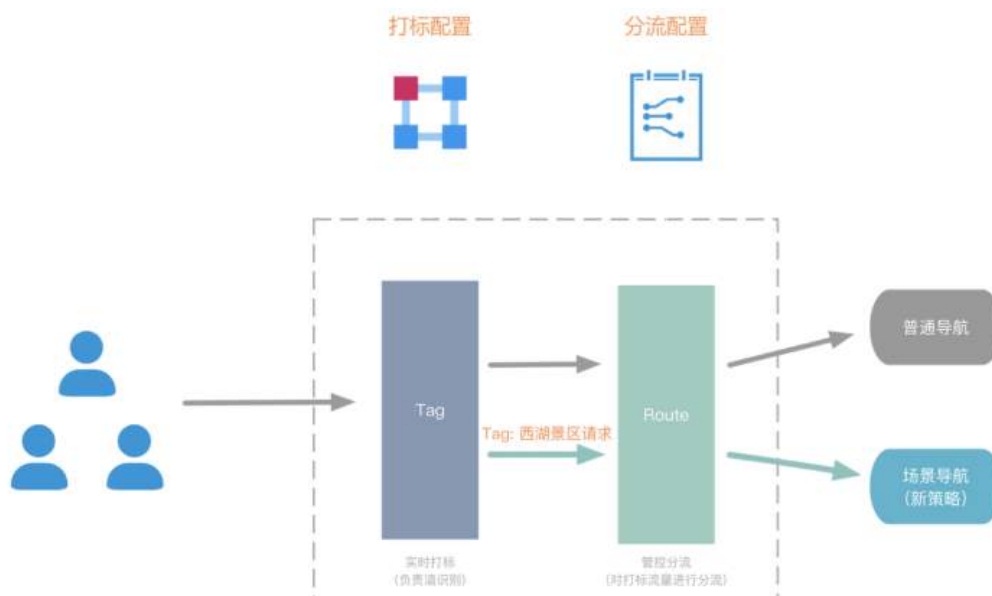 打标配置
分流配置
Tag
Route
Tag: 西湖景区请求
普通导航
场景导航
(新策略)
实时打标
(负责请识别)
管控分流
(对打标流量进行分流)